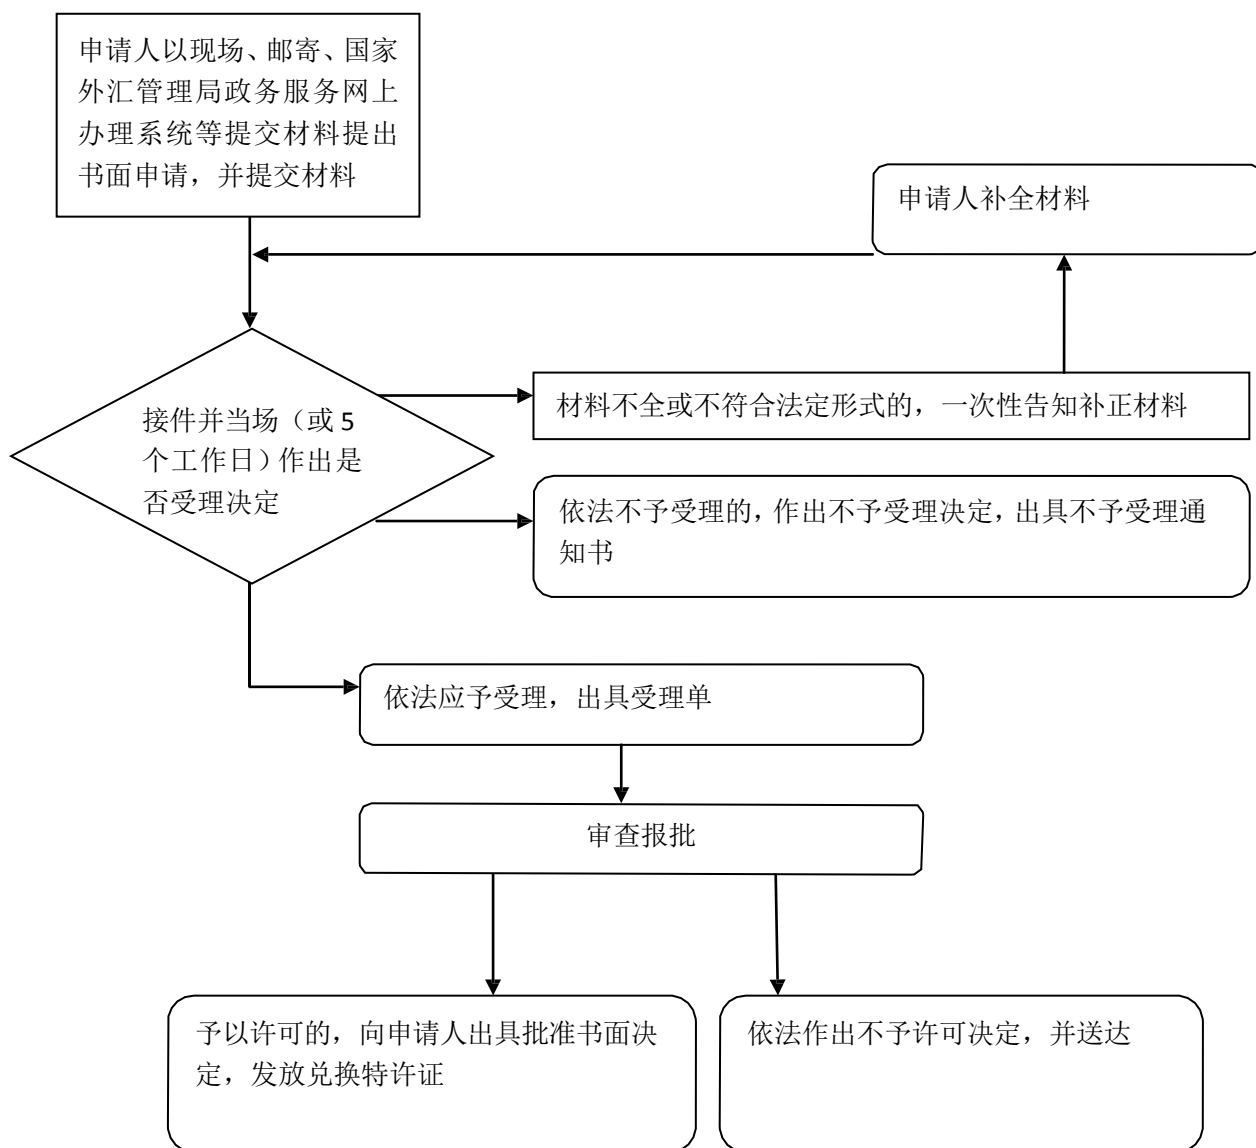 申请人以现场、邮寄、国家
外汇管理局政务服务网上
办理系统等提交材料提出
书面申请，并提交材料
申请人补全材料
材料不全或不符合法定形式的，一次性告知补正材料
接件并当场（或 5
个工作日）作出是
否受理决定
依法不予受理的，作出不予受理决定，出具不予受理通
知书
依法应予受理，出具受理单
审查报批
予以许可的，向申请人出具批准书面决
定，发放兑换特许证
依法作出不予许可决定，并送达